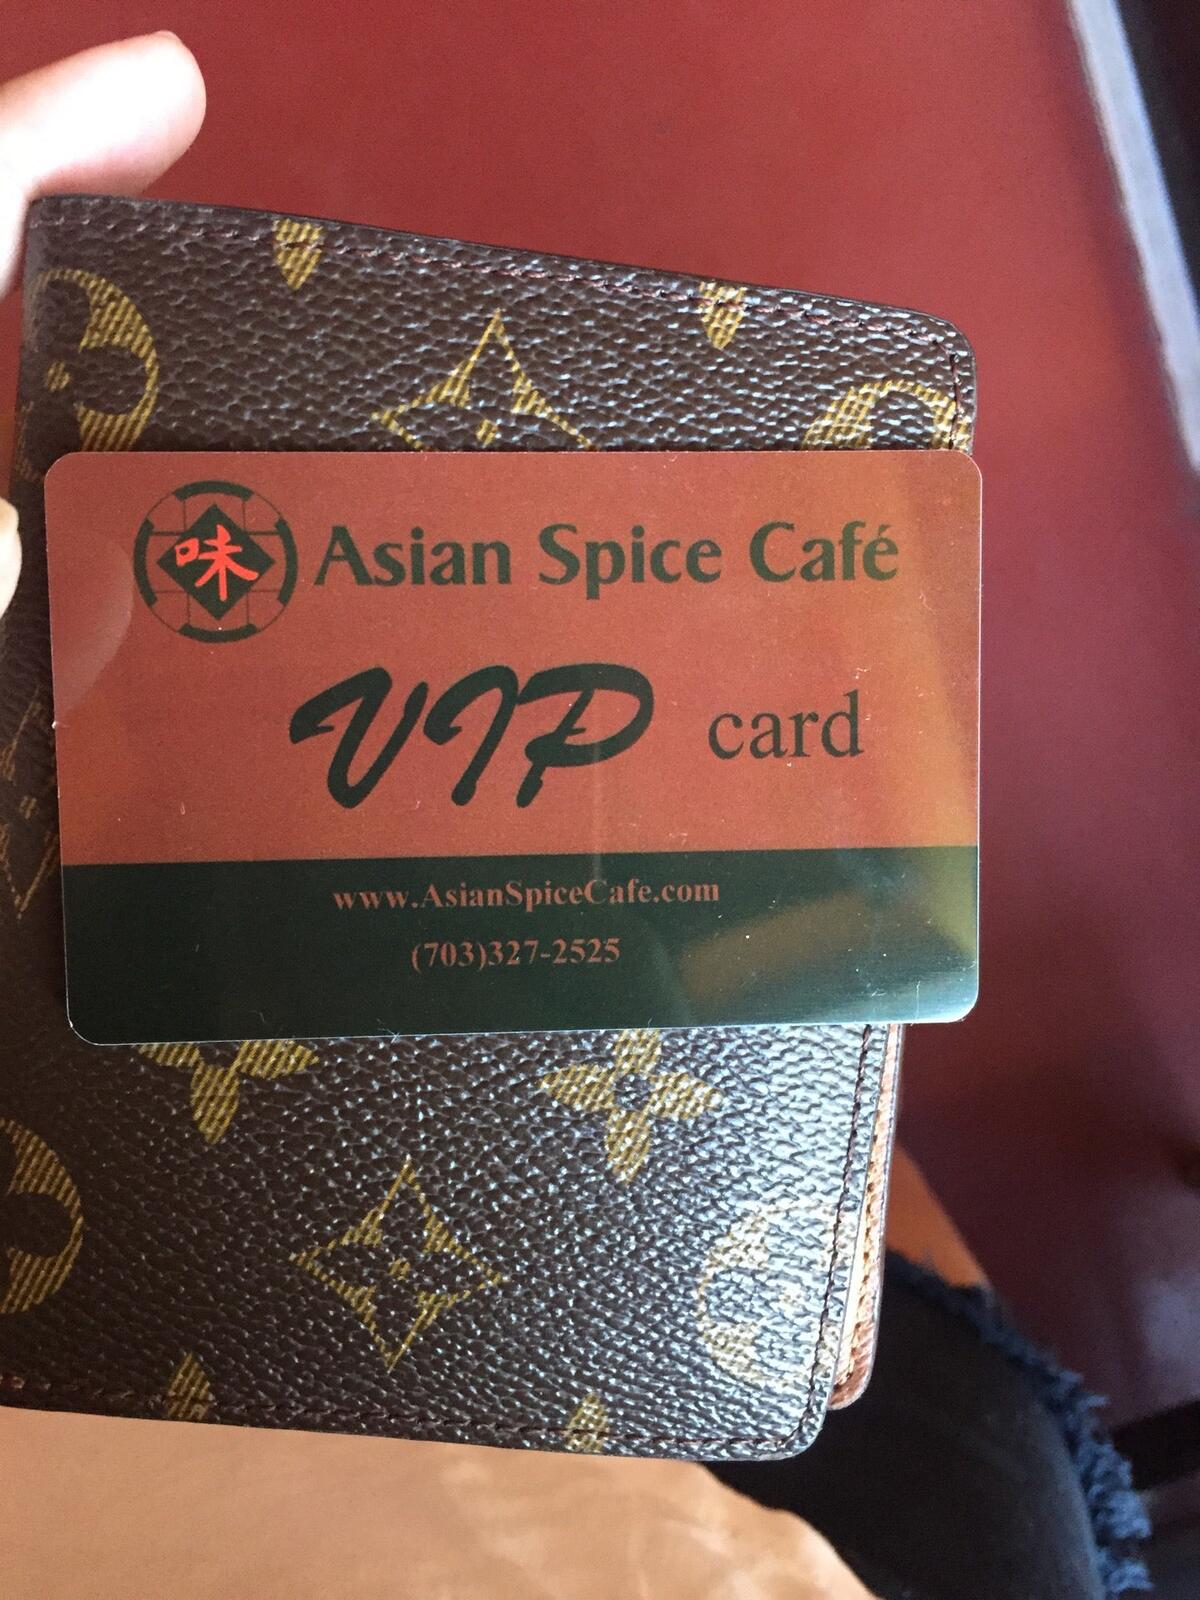 味 Asian Spice Café
VIP card
www.AsianSpiceCafe.com
(703)327-2525